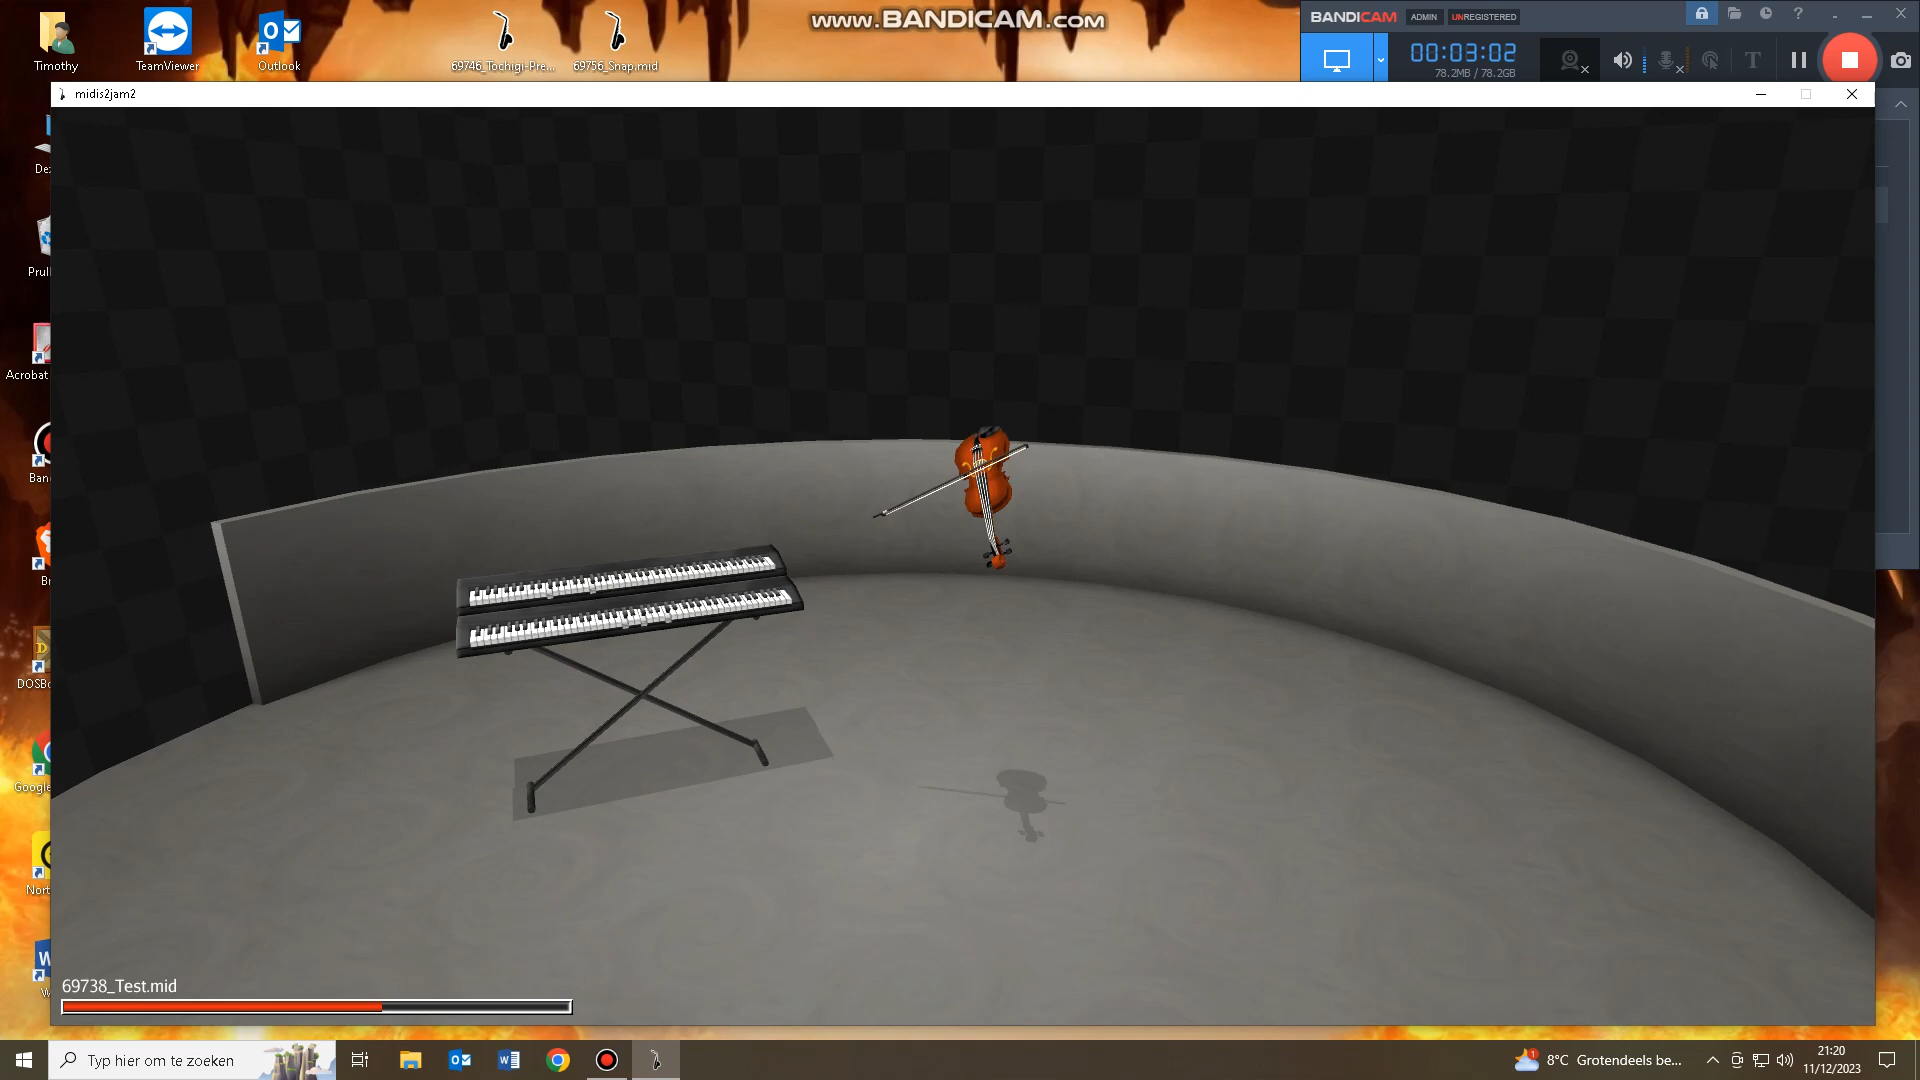 www.BANDICAM.com
BANDICAM ADMIN UNREGISTERED
00:03:02
78.2MB / 78.2GB
Timothy
TeamViewer
Outlook
69746_Tochigi-Pre...
69756_Snap.mid
midis2jam2
Acrobat
69738_Test.mid
Typ hier om te zoeken
8°C Grotendeels be...
21:20
11/12/2023